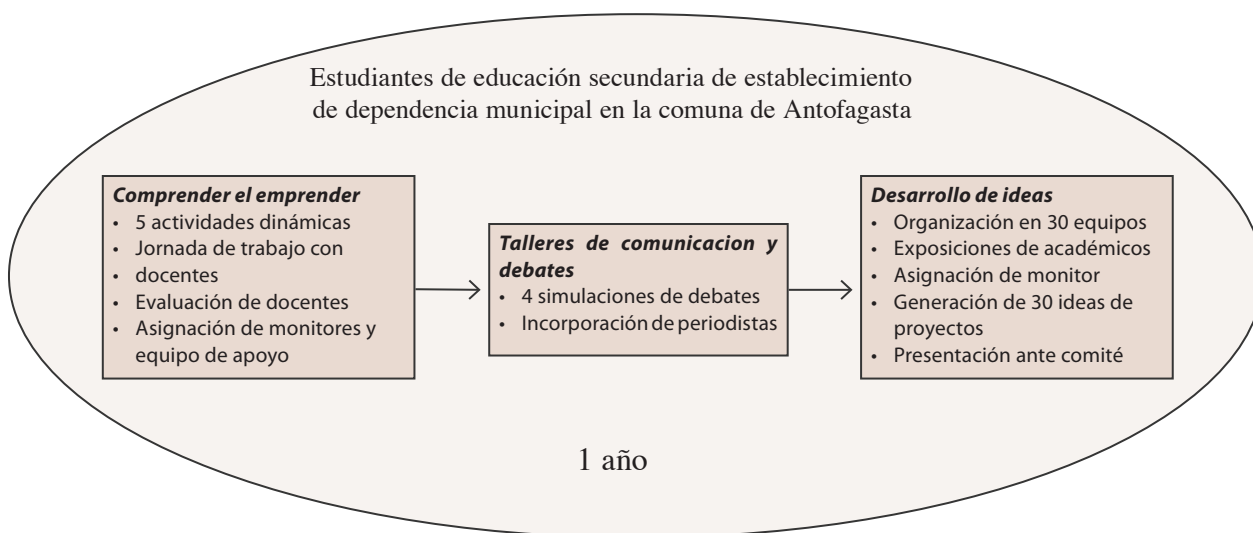 Estudiantes de educación secundaria de establecimiento
de dependencia municipal en la comuna de Antofagasta
Comprender el emprender
• 5 actividades dinámicas
• Jornada de trabajo con
• docentes
• Evaluación de docentes
• Asignación de monitores y
equipo de apoyo
Talleres de comunicacion y
debates
• 4 simulaciones de debates
• Incorporación de periodistas
Desarrollo de ideas
• Organización en 30 equipos
• Exposiciones de académicos
• Asignación de monitor
• Generación de 30 ideas de
proyectos
• Presentación ante comité
1 año